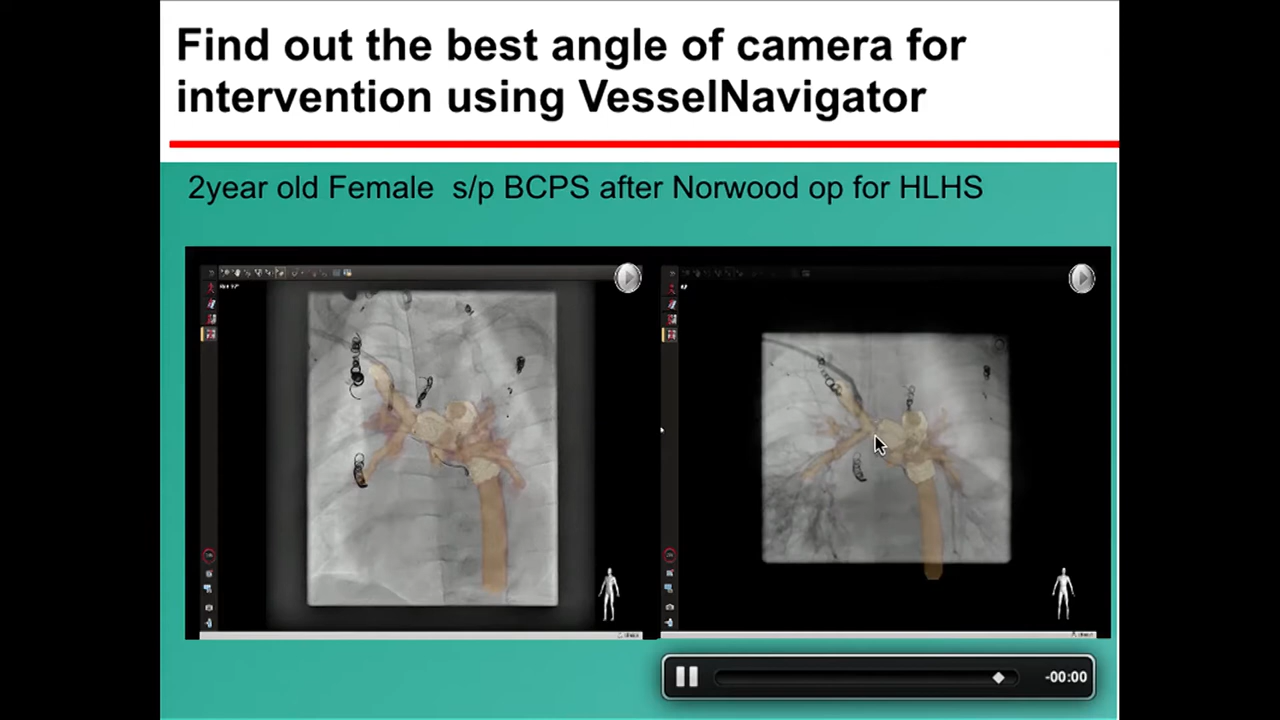 Find out the best angle of camera for
intervention using VesselNavigator
2year old Female s/p BCPS after Norwood op for HLHS
-00:00